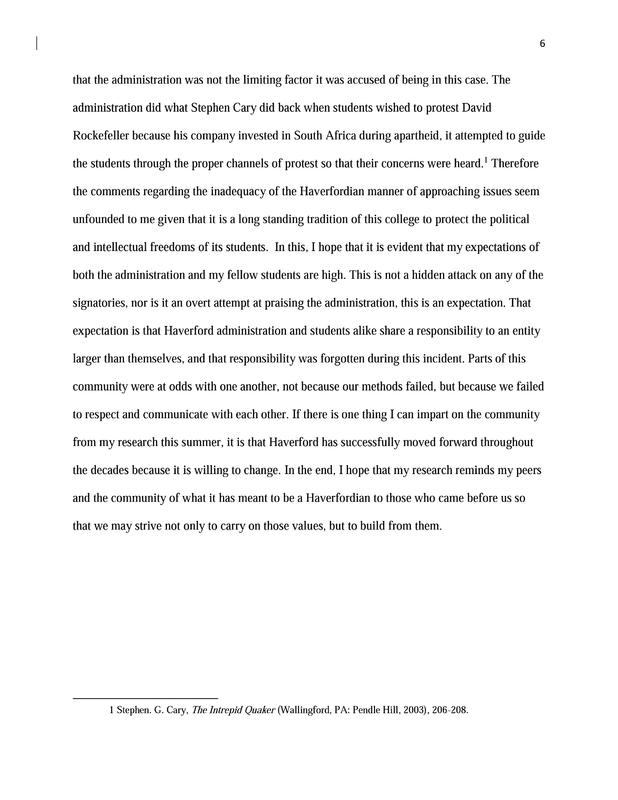 6
that the administration was not the limiting factor it was accused of being in this case. The
administration did what Stephen Cary did back when students wished to protest David
Rockefeller because his company invested in South Africa during apartheid, it attempted to guide
the students through the proper channels of protest so that their concerns were heard.1 Therefore
the comments regarding the inadequacy of the Haverfordian manner of approaching issues seem
unfounded to me given that it is a long standing tradition of this college to protect the political
and intellectual freedoms of its students.  In this, I hope that it is evident that my expectations of
both the administration and my fellow students are high. This is not a hidden attack on any of the
signatories, nor is it an overt attempt at praising the administration, this is an expectation. That
expectation is that Haverford administration and students alike share a responsibility to an entity
larger than themselves, and that responsibility was forgotten during this incident. Parts of this
community were at odds with one another, not because our methods failed, but because we failed
to respect and communicate with each other. If there is one thing I can impart on the community
from my research this summer, it is that Haverford has successfully moved forward throughout
the decades because it is willing to change. In the end, I hope that my research reminds my peers
and the community of what it has meant to be a Haverfordian to those who came before us so
that we may strive not only to carry on those values, but to build from them.
1 Stephen. G. Cary, The Intrepid Quaker (Wallingford, PA: Pendle Hill, 2003), 206-208.